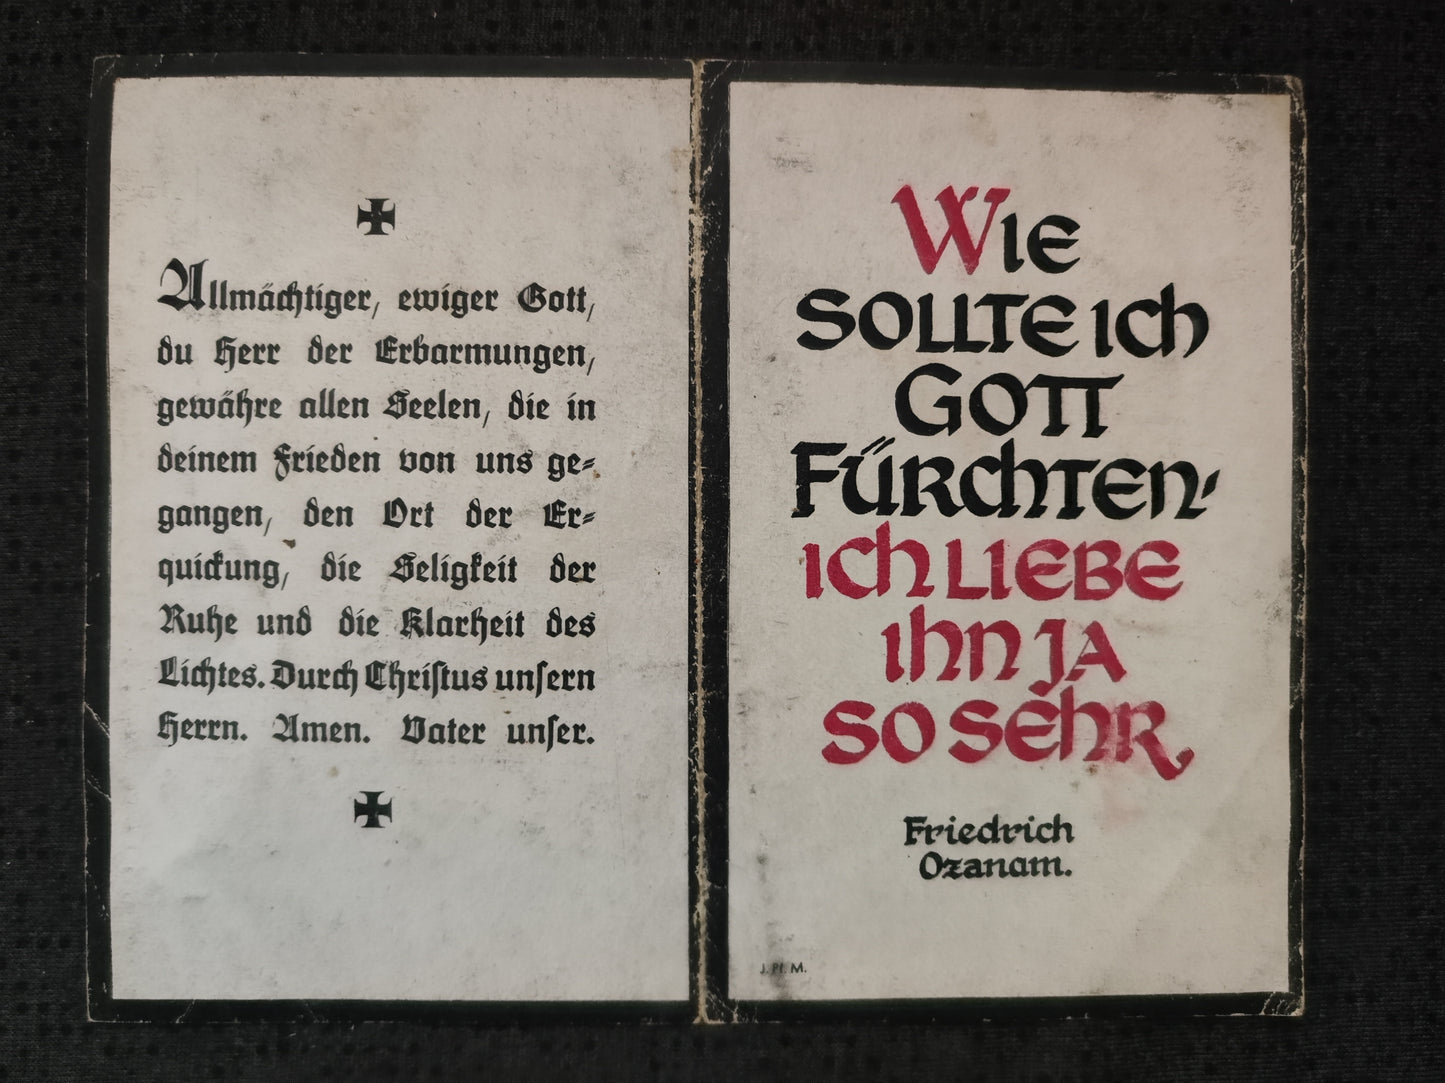 Allmächtiger, ewiger Gott,
du Herr der Erbarmungen,
gewähre allen Seelen, die in
deinem Frieden von uns ge-
gangen, den Ort der Er-
quickung, die Seligkeit der
Ruhe und die Klarheit des
Lichtes. Durch Chriſtus unſern
Herrn. Amen. Vater unſer.
WIE
SOLLTE ICH
GOTT
FÜRCHTEN,
ICH LIEBE
IHN JA
SO SEHR.
Friedrich
Ozanam.
J. Pf. M.